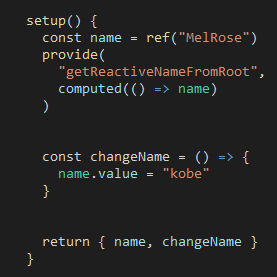 setup() {
  const name = ref("MelRose")
  provide(
    "getReactiveNameFromRoot",
    computed(() => name)
  )
  const changeName = () => {
    name.value = "kobe"
  }
  return { name, changeName }
}